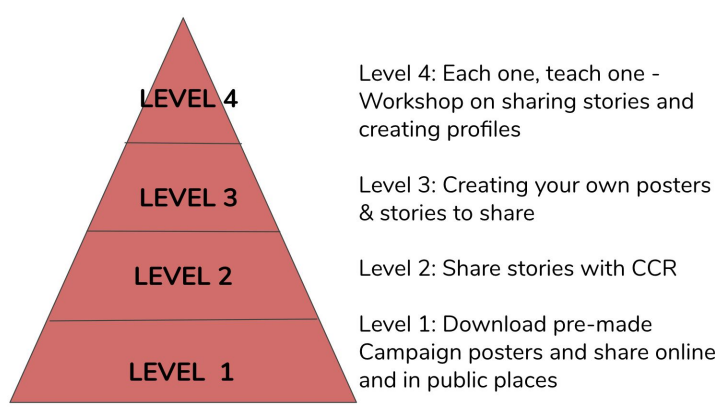 LEVEL 4
LEVEL 3
LEVEL 2
LEVEL 1
Level 4: Each one, teach one -
Workshop on sharing stories and
creating profiles
Level 3: Creating your own posters
& stories to share
Level 2: Share stories with CCR
Level 1: Download pre-made
Campaign posters and share online
and in public places